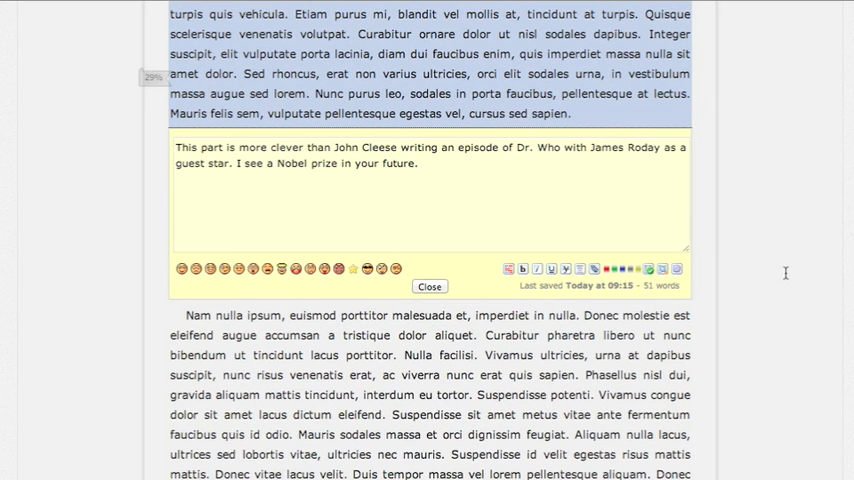 turpis quis vehicula. Etiam purus mi, blandit vel mollis at, tincidunt at turpis. Quisque
scelerisque venenatis volutpat. Curabitur ornare dolor ut nisl sodales dapibus. Integer
suscipit, elit vulputate porta lacinia, diam dui faucibus enim, quis imperdiet massa nulla sit
29%
amet dolor. Sed rhoncus, erat non varius ultricies, orci elit sodales urna, in vestibulum
massa augue sed lorem. Nunc purus leo, sodales in porta faucibus, pellentesque at lectus.
Mauris felis sem, vulputate pellentesque egestas vel, cursus sed sapien.
This part is more clever than John Cleese writing an episode of Dr. Who with James Roday as a
guest star. I see a Nobel prize in your future.
b i U
Close
Last saved Today at 09:15 - 51 words
Nam nulla ipsum, euismod porttitor malesuada et, imperdiet in nulla. Donec molestie est
eleifend augue accumsan a tristique dolor aliquet. Curabitur pharetra libero ut nunc
bibendum ut tincidunt lacus porttitor. Nulla facilisi. Vivamus ultricies, urna at dapibus
suscipit, nunc risus venenatis erat, ac viverra nunc erat quis sapien. Phasellus nisl dui,
gravida aliquam mattis tincidunt, interdum eu tortor. Suspendisse potenti. Vivamus congue
dolor sit amet lacus dictum eleifend. Suspendisse sit amet metus vitae ante fermentum
faucibus quis id odio. Mauris sodales massa et orci dignissim feugiat. Aliquam nulla lacus,
ultrices sed lobortis vitae, ultricies nec mauris. Suspendisse id velit egestas risus mattis
mattis. Donec vitae lacus velit. Duis tempor massa vel lorem pellentesque aliquam. Donec